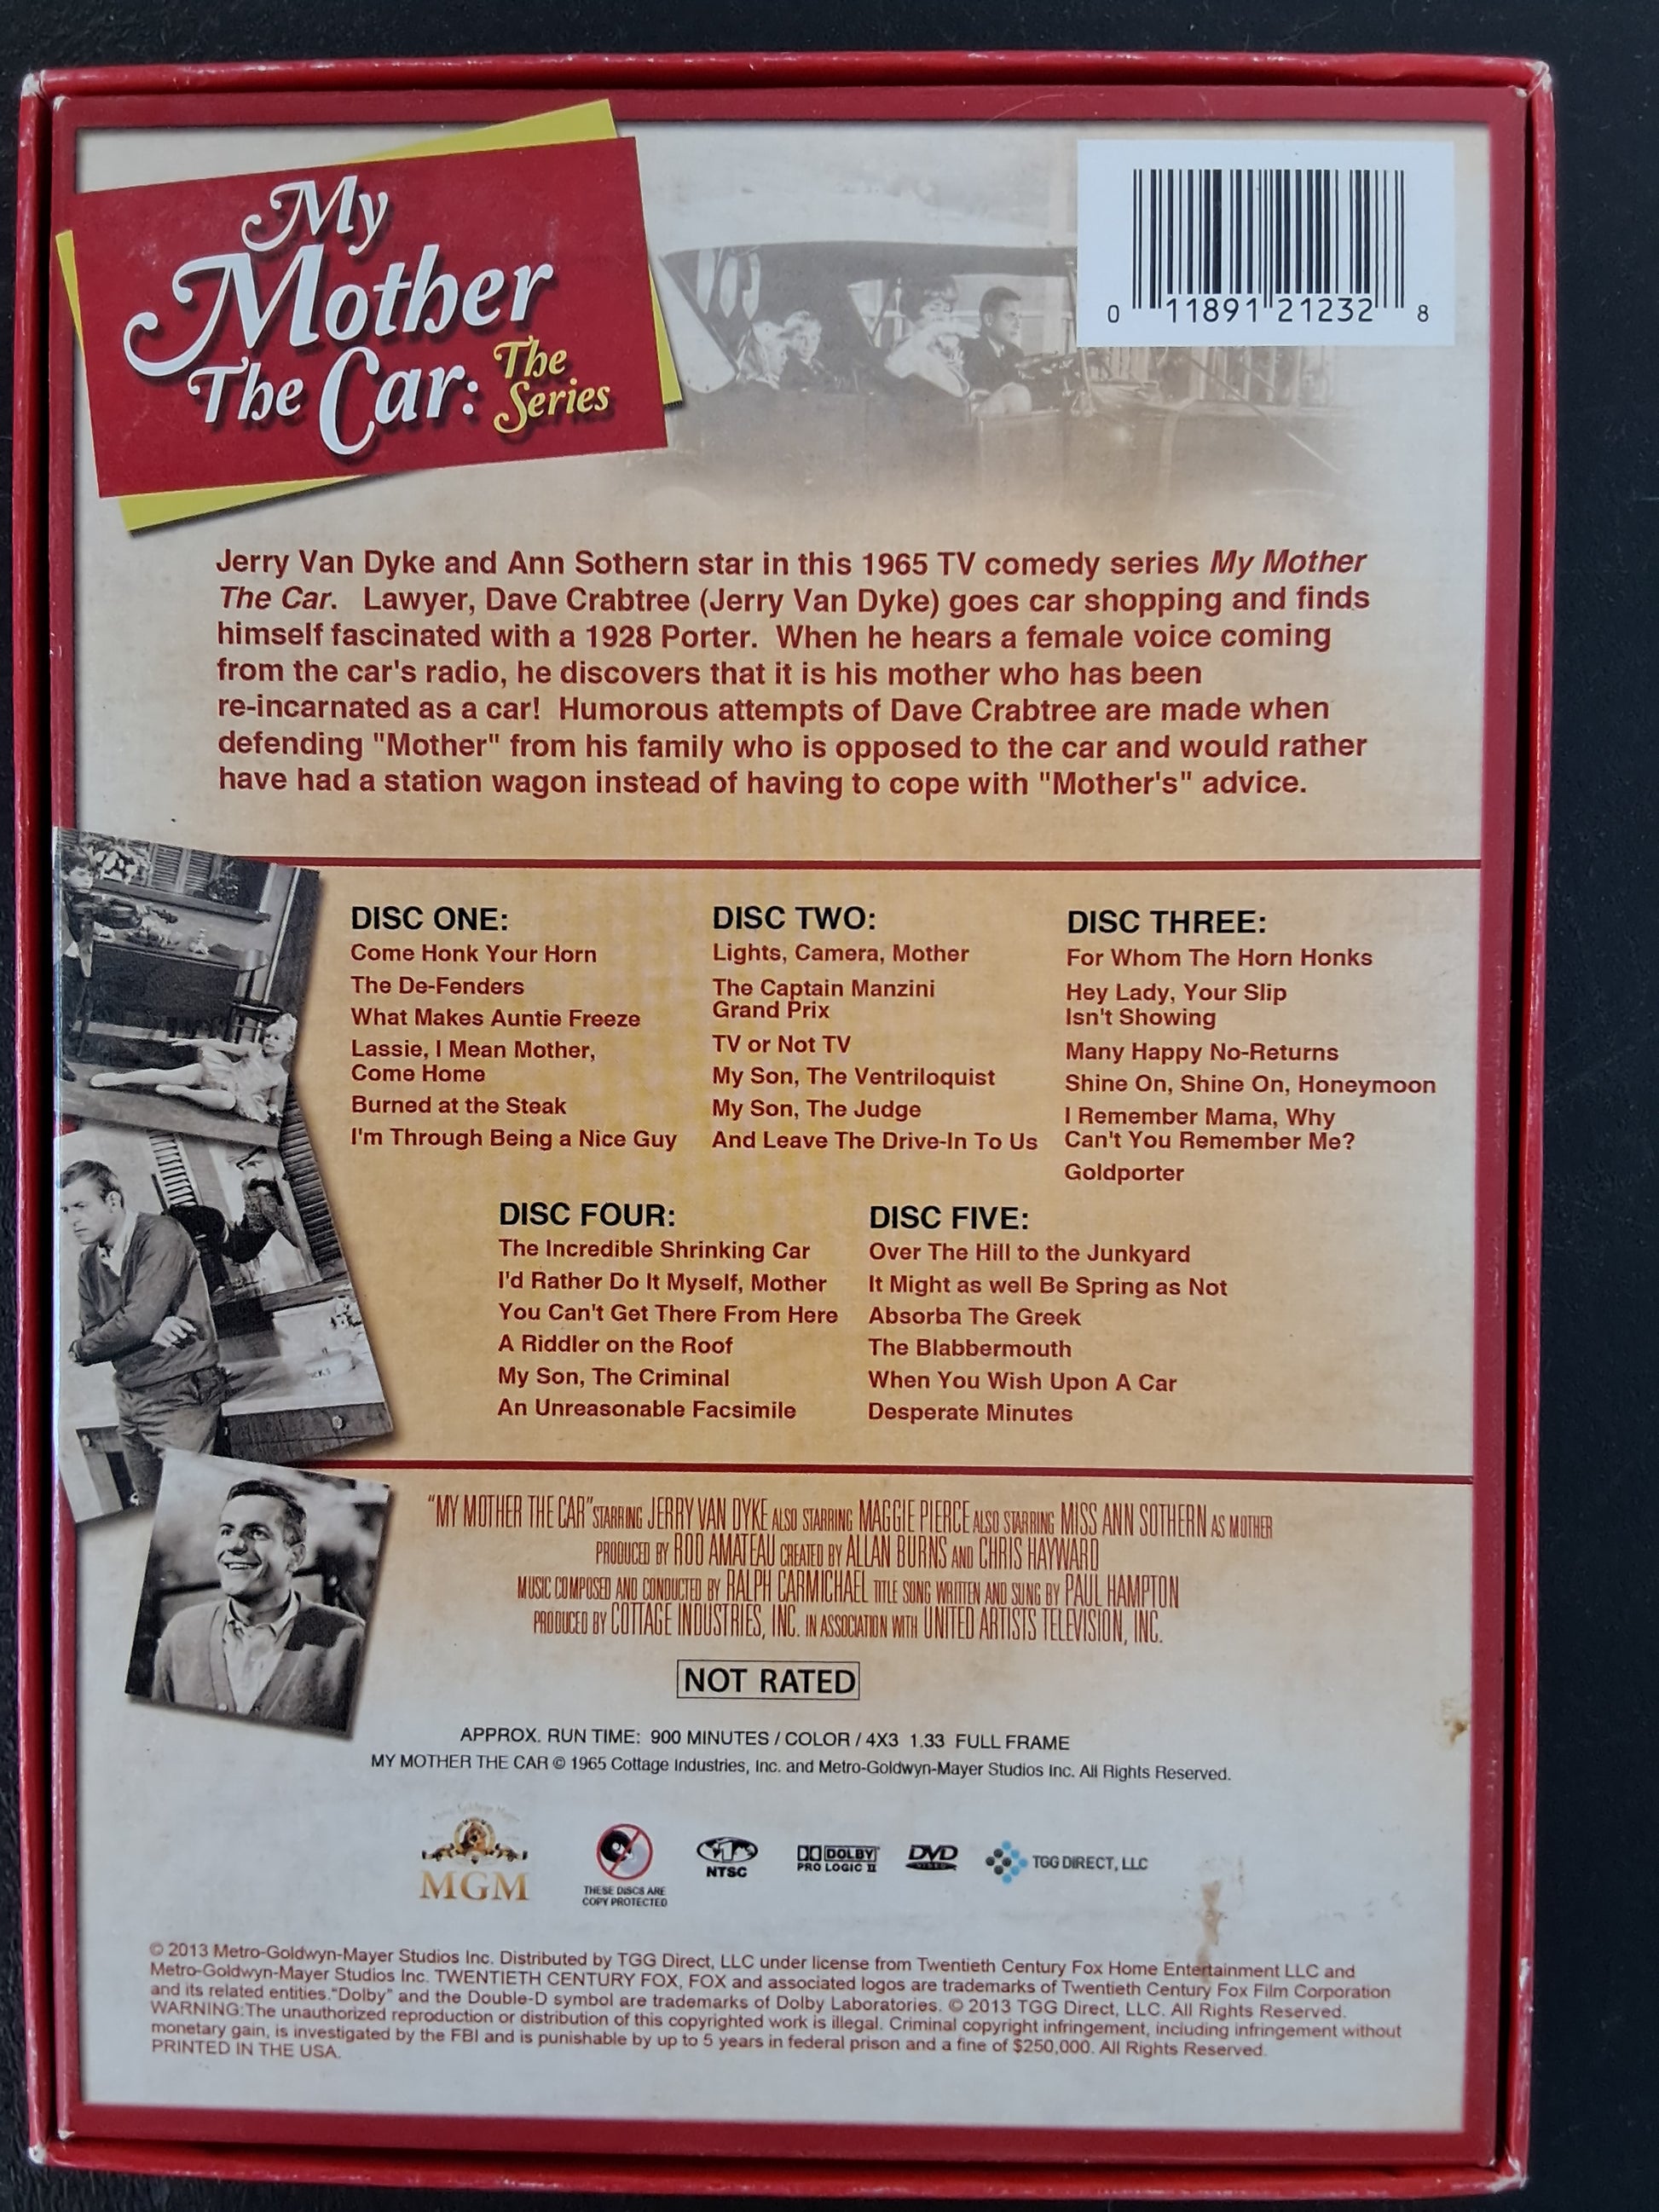 My
Mother
The Car: The
Series
0 11891 21232 8
Jerry Van Dyke and Ann Sothern star in this 1965 TV comedy series My Mother
The Car. Lawyer, Dave Crabtree (Jerry Van Dyke) goes car shopping and finds
himself fascinated with a 1928 Porter. When he hears a female voice coming
from the car's radio, he discovers that it is his mother who has been
re-incarnated as a car! Humorous attempts of Dave Crabtree are made when
defending "Mother" from his family who is opposed to the car and would rather
have had a station wagon instead of having to cope with "Mother's" advice.
DISC ONE:
Come Honk Your Horn
The De-Fenders
What Makes Auntie Freeze
Lassie, I Mean Mother,
Come Home
Burned at the Steak
I'm Through Being a Nice Guy
DISC TWO:
Lights, Camera, Mother
The Captain Manzini
Grand Prix
TV or Not TV
My Son, The Ventriloquist
My Son, The Judge
And Leave The Drive-In To Us
DISC THREE:
For Whom The Horn Honks
Hey Lady, Your Slip
Isn't Showing
Many Happy No-Returns
Shine On, Shine On, Honeymoon
I Remember Mama, Why
Can't You Remember Me?
Goldporter
DISC FOUR:
The Incredible Shrinking Car
I'd Rather Do It Myself, Mother
You Can't Get There From Here
A Riddler on the Roof
My Son, The Criminal
An Unreasonable Facsimile
DISC FIVE:
Over The Hill to the Junkyard
It Might as well Be Spring as Not
Absorba The Greek
The Blabbermouth
When You Wish Upon A Car
Desperate Minutes
"MY MOTHER THE CAR" STARRING JERRY VAN DYKE ALSO STARRING MAGGIE PIERCE ALSO STARRING MISS ANN SOTHERN AS MOTHER
PRODUCED BY ROD AMATEAU CREATED BY ALLAN BURNS AND CHRIS HAYWARD
MUSIC COMPOSED AND CONDUCTED BY RALPH CARMICHAEL TITLE SONG WRITTEN AND SUNG BY PAUL HAMPTON
PRODUCED BY COTTAGE INDUSTRIES, INC. IN ASSOCIATION WITH UNITED ARTISTS TELEVISION, INC.
NOT RATED
APPROX. RUN TIME: 900 MINUTES / COLOR / 4X3 1.33 FULL FRAME
MY MOTHER THE CAR © 1965 Cottage Industries, Inc. and Metro-Goldwyn-Mayer Studios Inc. All Rights Reserved.
MGM
THESE DISCS ARE
COPY PROTECTED
1
NTSC
DOLBY
PRO LOGIC II
DVD
VIDEO
TGG DIRECT, LLC
© 2013 Metro-Goldwyn-Mayer Studios Inc. Distributed by TGG Direct, LLC under license from Twentieth Century Fox Home Entertainment LLC and
Metro-Goldwyn-Mayer Studios Inc. TWENTIETH CENTURY FOX, FOX and associated logos are trademarks of Twentieth Century Fox Film Corporation
and its related entities."Dolby" and the Double-D symbol are trademarks of Dolby Laboratories. © 2013 TGG Direct, LLC. All Rights Reserved.
WARNING:The unauthorized reproduction or distribution of this copyrighted work is illegal. Criminal copyright infringement, including infringement without
monetary gain, is investigated by the FBI and is punishable by up to 5 years in federal prison and a fine of $250,000. All Rights Reserved.
PRINTED IN THE USA.